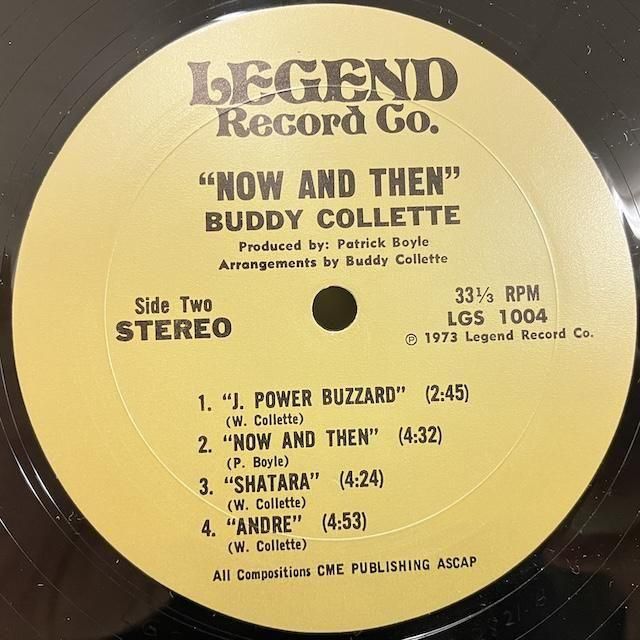 LEGEND
Record Co.
"NOW AND THEN"
BUDDY COLLETTE
Produced by: Patrick Boyle
Arrangements by Buddy Collette
Side Two
STEREO
33⅓ RPM
LGS 1004
℗ 1973 Legend Record Co.
1. "J. POWER BUZZARD" (2:45)
(W. Collette)
2. "NOW AND THEN" (4:32)
(P. Boyle)
3. "SHATARA" (4:24)
(W. Collette)
4. "ANDRE" (4:53)
(W. Collette)
All Compositions CME PUBLISHING ASCAP